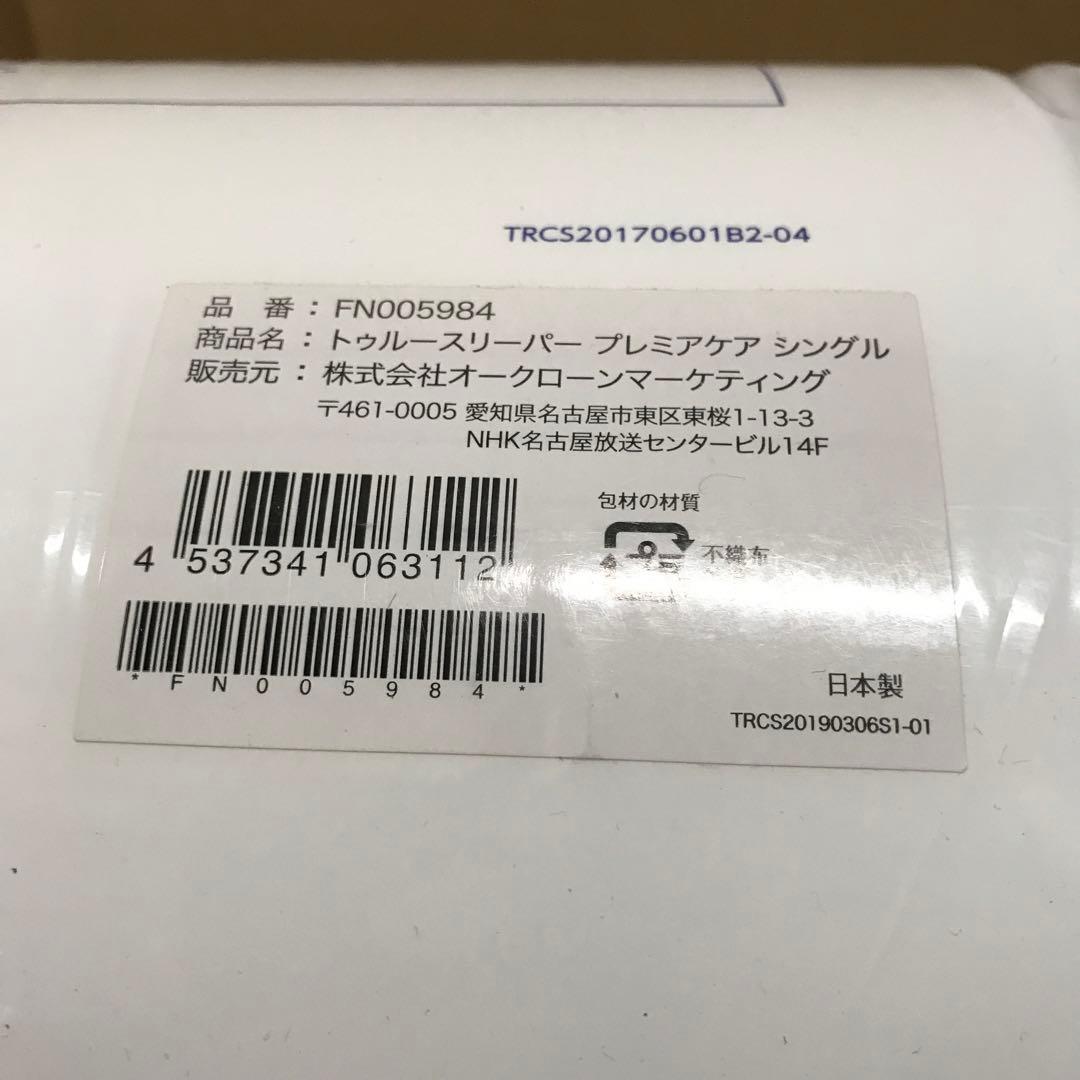 TRCS20170601B2-04
品 番 : FN005984
商品名 : トゥルースリーパー プレミアケア シングル
販売元 : 株式会社オークローンマーケティング
〒461-0005 愛知県名古屋市東区東桜1-13-3
NHK名古屋放送センタービル14F
包材の材質
不織布
4 537341 063112
*FN005984*
日本製
TRCS20190306S1-01